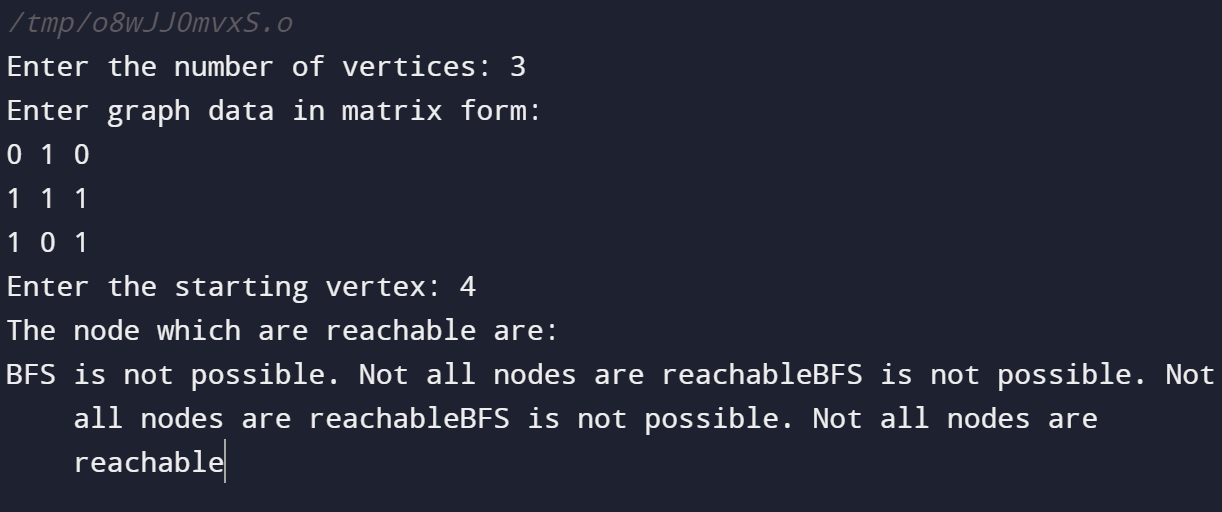 /tmp/o8wJJOmvxS.o
Enter the number of vertices: 3
Enter graph data in matrix form:
0 1 0
1 1 1
1 0 1
Enter the starting vertex: 4
The node which are reachable are:
BFS is not possible. Not all nodes are reachableBFS is not possible. Not
all nodes are reachableBFS is not possible. Not all nodes are
reachable